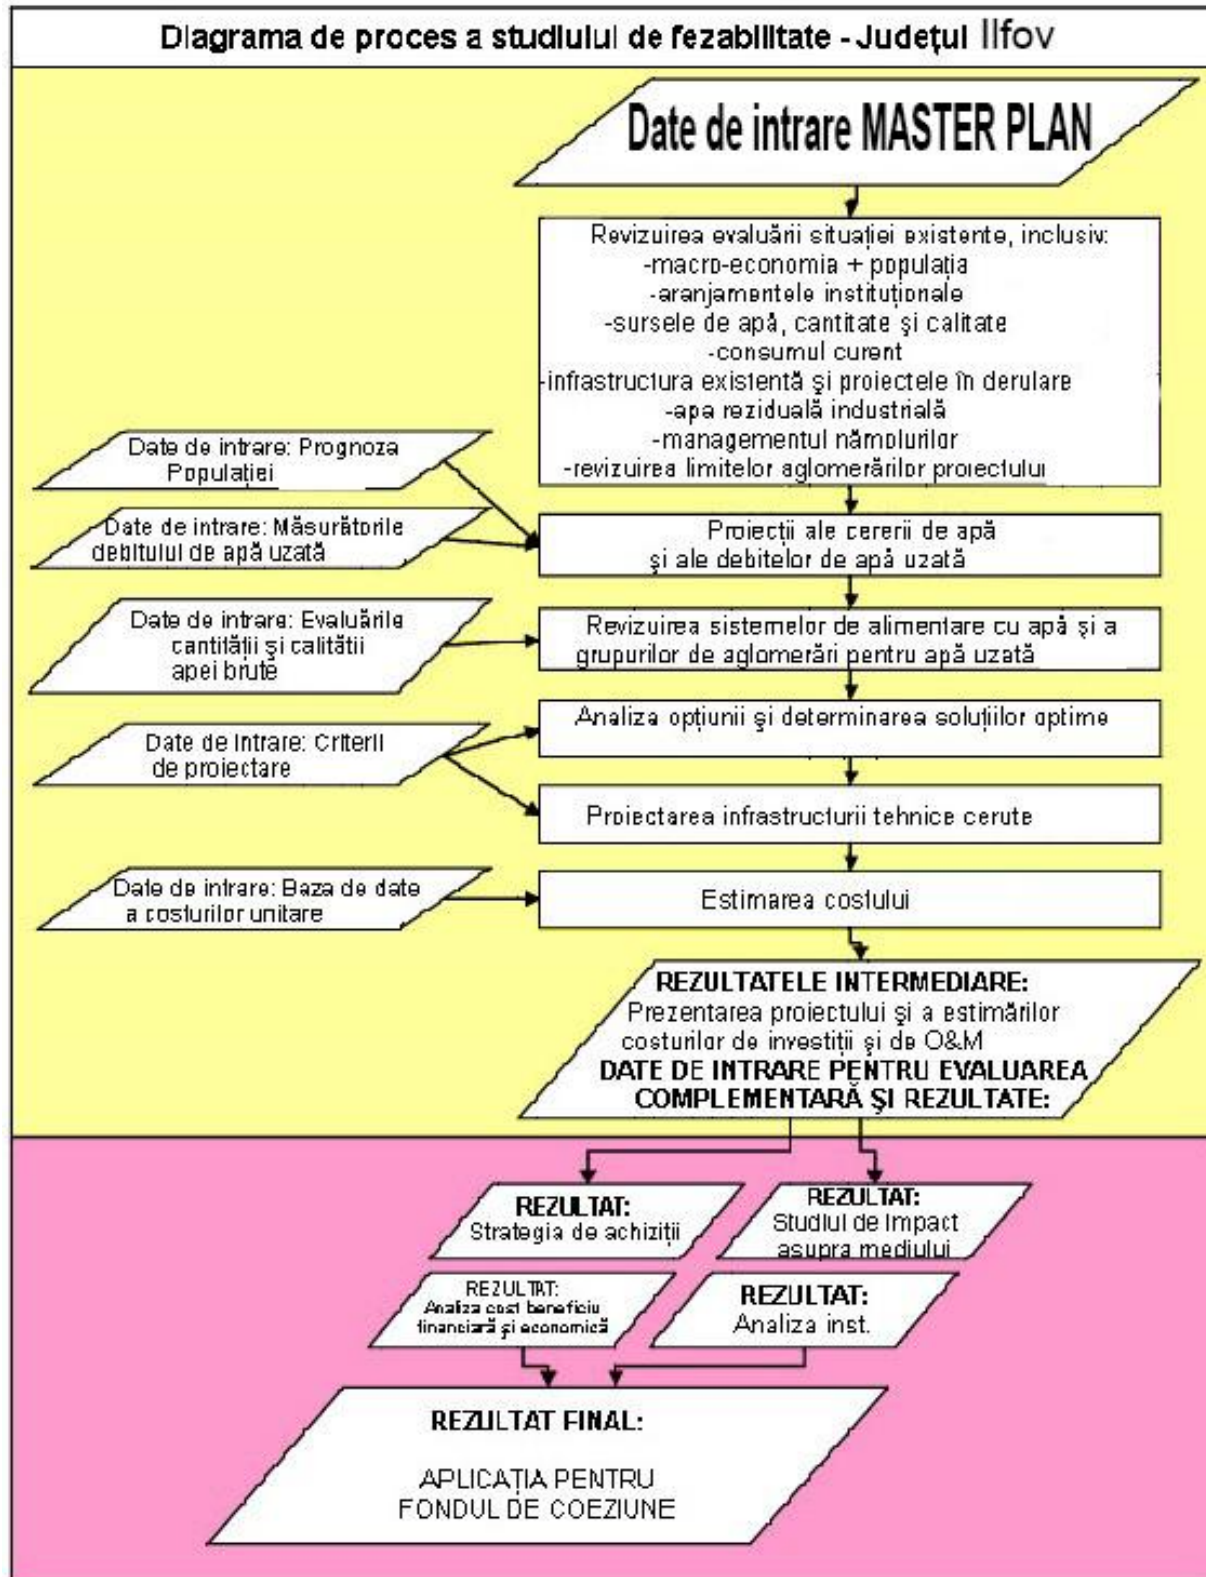 Diagrama de proces a studiului de fezabilitate - Județul Ilfov
Date de intrare MASTER PLAN
Revizuirea evaluării situației existente, inclusiv:
-macro-economia + populația
-aranjamentele instituționale
-sursele de apă, cantitate și calitate
-consumul curent
-infrastructura existentă și proiectele în derulare
-apa reziduală industrială
-managementul nămolurilor
-revizuirea limitelor aglomerărilor proiectului
Date de intrare: Prognoza
Populației
Date de intrare: Măsurătorile
debitului de apă uzată
Proiecții ale cererii de apă
și ale debitelor de apă uzată
Date de intrare: Evaluările
cantității și calității
apei brute
Revizuirea sistemelor de alimentare cu apă și a
grupurilor de aglomerări pentru apă uzată
Analiza opțiunii și determinarea soluțiilor optime
Date de intrare: Criterii
de proiectare
Proiectarea infrastructurii tehnice cerute
Date de intrare: Baza de date
a costurilor unitare
Estimarea costului
REZULTATELE INTERMEDIARE:
Prezentarea proiectului și a estimărilor
costurilor de investiții și de O&M
DATE DE INTRARE PENTRU EVALUAREA
COMPLEMENTARĂ ȘI REZULTATE:
REZULTAT:
Strategia de achiziții
REZULTAT:
Studiul de impact
asupra mediului
REZULTAT:
Analiza cost beneficiu
financiară și economică
REZULTAT:
Analiza inst.
REZULTAT FINAL:
APLICAȚIA PENTRU
FONDUL DE COEZIUNE